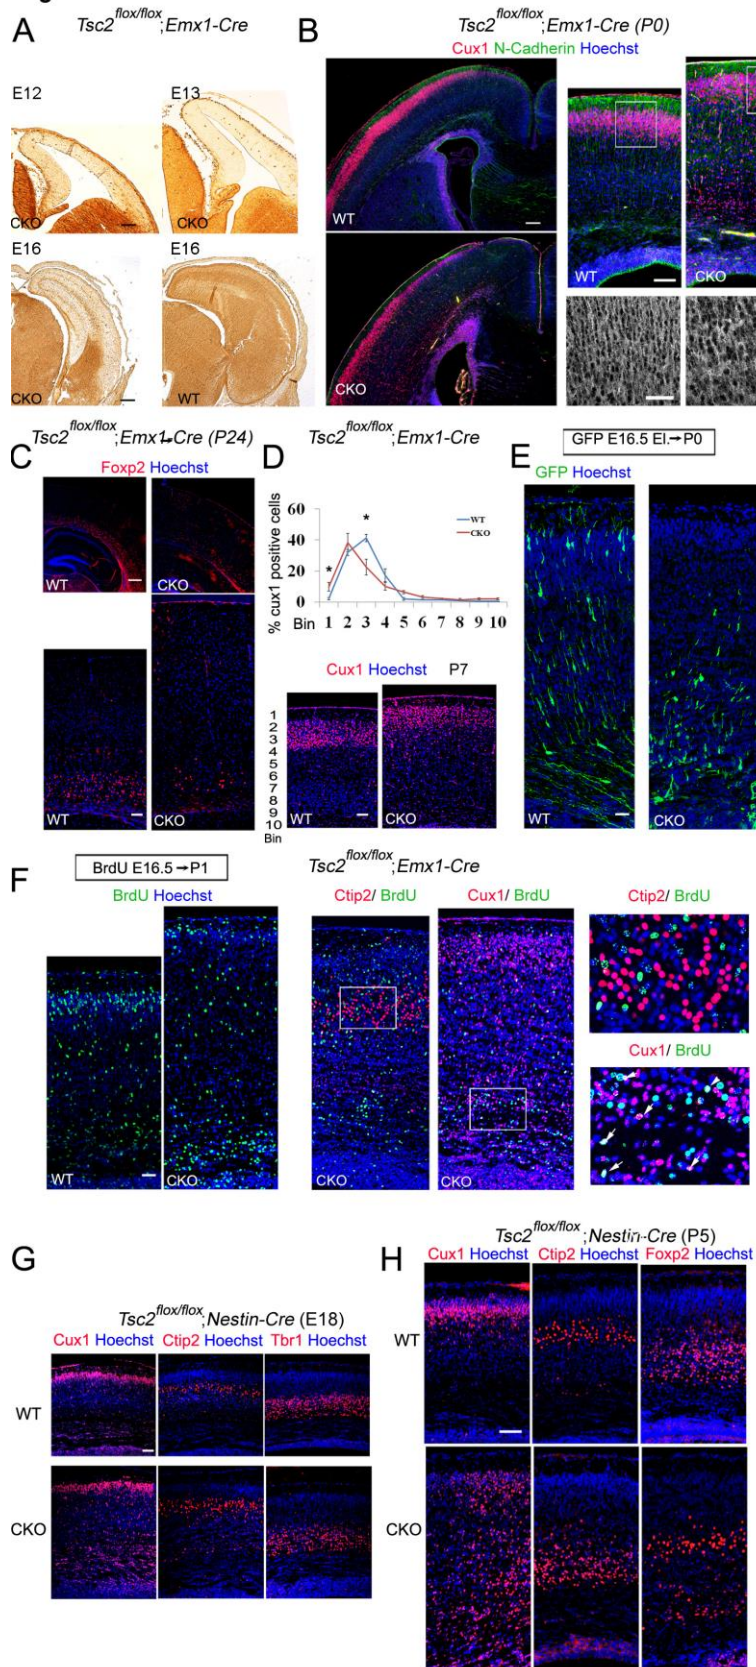 A
Tsc2flox/flox;Emx1-Cre
E12
E13
CKO
CKO
E16
E16
CKO
WT
B
Tsc2flox/flox;Emx1-Cre (P0)
Cux1 N-Cadherin Hoechst
WT
CKO
WT
CKO
C
Tsc2flox/flox;Emx1-Cre (P24)
Foxp2 Hoechst
WT
CKO
WT
CKO
D
Tsc2flox/flox;Emx1-Cre
% cux1 positive cells
60
40
20
0
*
*
WT
CKO
Bin
1 2 3 4 5 6 7 8 9 10
Cux1 Hoechst P7
1
2
3
4
5
6
7
8
9
10
Bin
WT
CKO
E
GFP E16.5 El.→P0
GFP Hoechst
WT
CKO
F
BrdU E16.5 →P1
Tsc2flox/flox;Emx1-Cre
BrdU Hoechst
WT
CKO
Ctip2/ BrdU
CKO
Cux1/ BrdU
CKO
Ctip2/ BrdU
Cux1/ BrdU
G
Tsc2flox/flox;Nestin-Cre (E18)
Cux1 Hoechst Ctip2 Hoechst Tbr1 Hoechst
WT
CKO
H
Tsc2flox/flox;Nestin-Cre (P5)
Cux1 Hoechst Ctip2 Hoechst Foxp2 Hoechst
WT
CKO